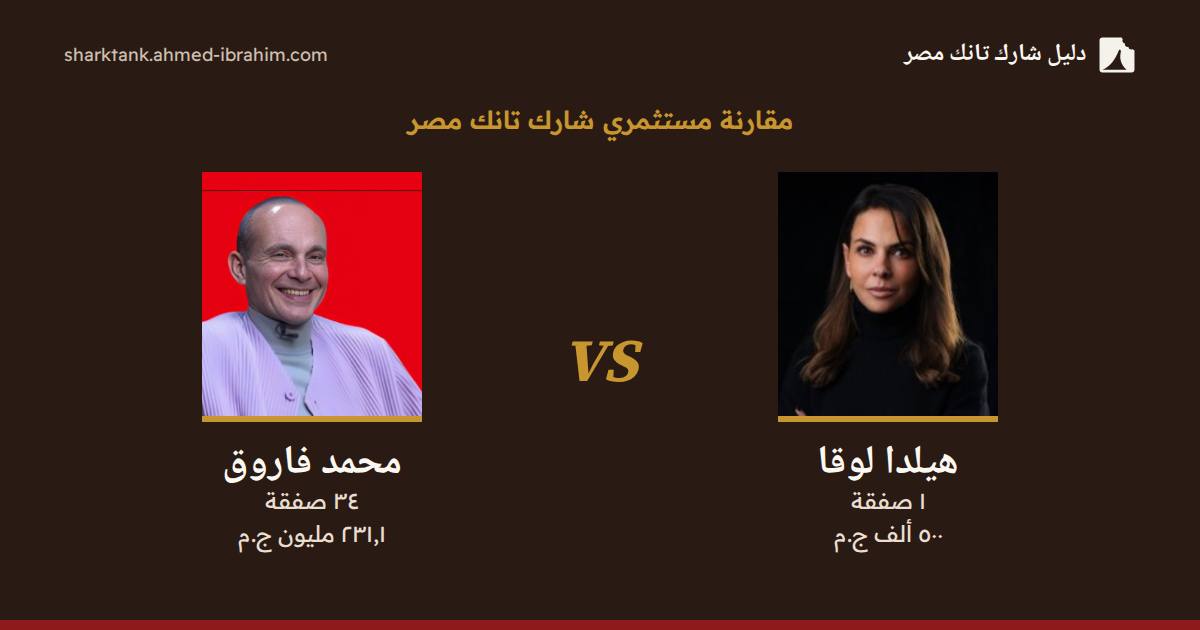 دليل شارك تانك مصر
sharktank.ahmed-ibrahim.com
مقارنة مستثمري شارك تانك مصر
VS
هيلدا لوقا
١ صفقة
٥٠٠ ألف ج.م
محمد فاروق
٣٤ صفقة
٢٣١,١ مليون ج.م